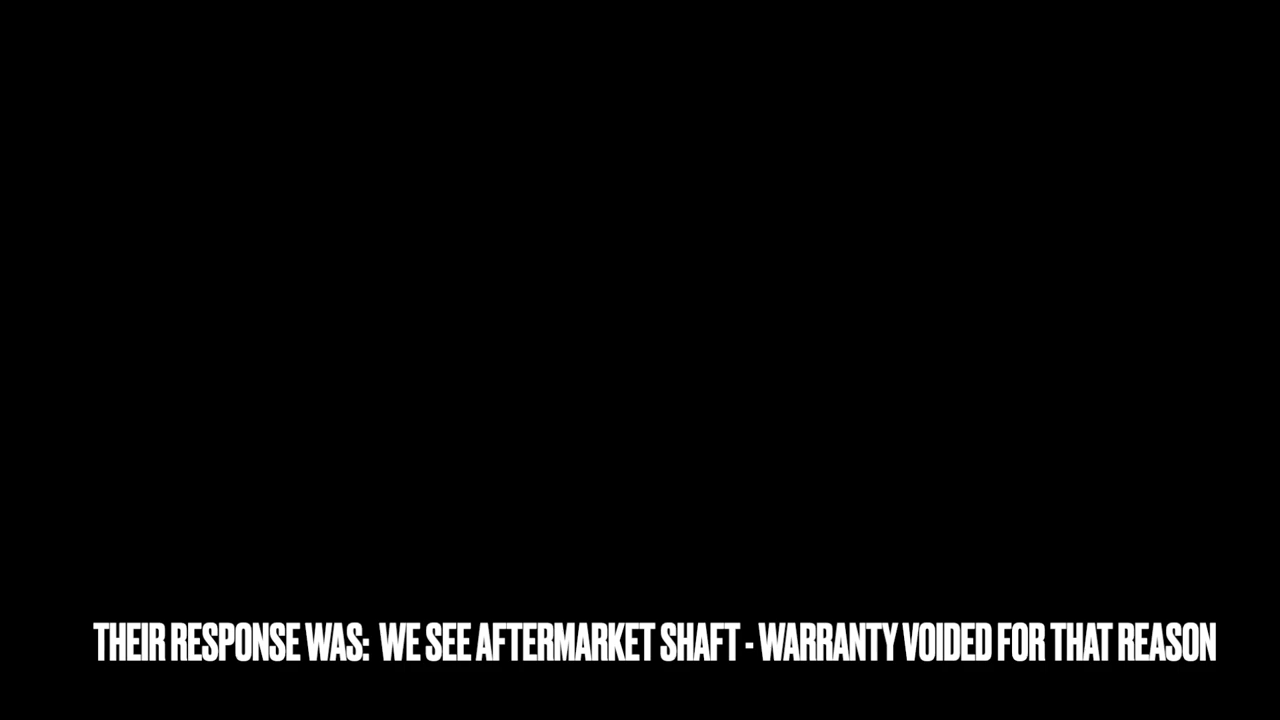 THEIR RESPONSE WAS:  WE SEE AFTERMARKET SHAFT - WARRANTY VOIDED FOR THAT REASON